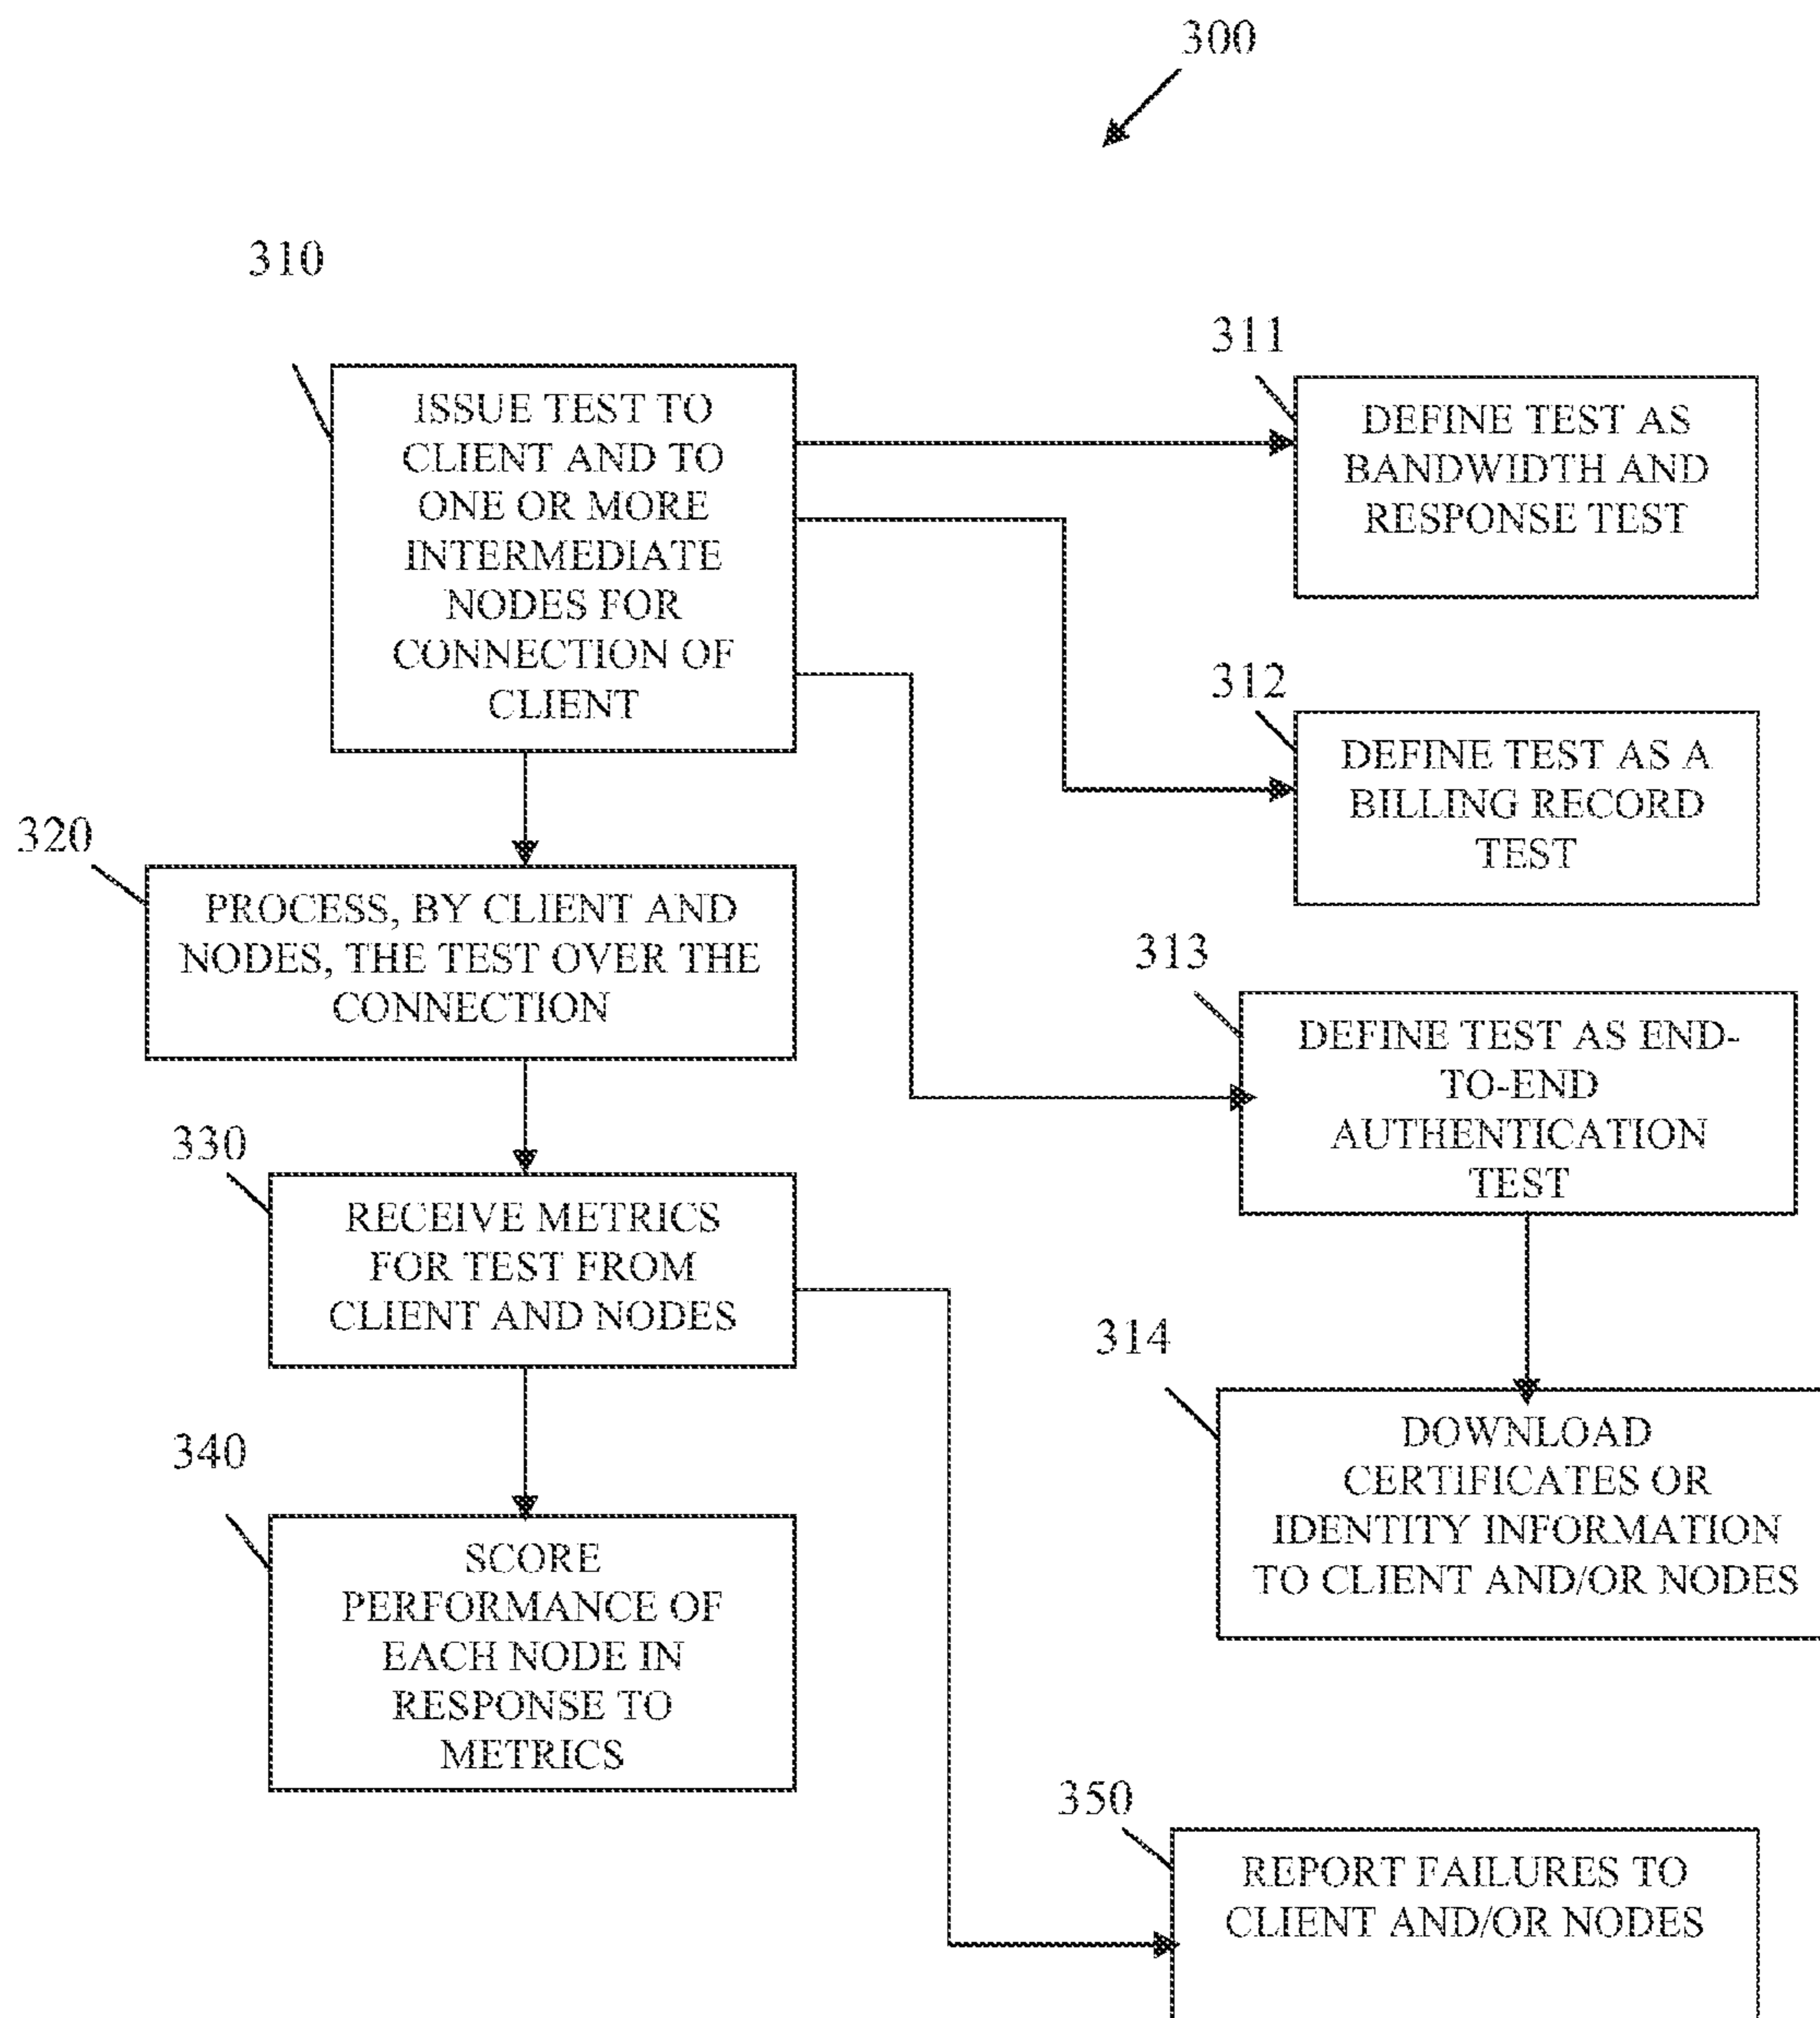 300
310
ISSUE TEST TO
CLIENT AND TO
ONE OR MORE
INTERMEDIATE
NODES FOR
CONNECTION OF
CLIENT
311
DEFINE TEST AS
BANDWIDTH AND
RESPONSE TEST
312
DEFINE TEST AS A
BILLING RECORD
TEST
320
PROCESS, BY CLIENT AND
NODES, THE TEST OVER THE
CONNECTION
313
DEFINE TEST AS END-
TO-END
AUTHENTICATION
TEST
330
RECEIVE METRICS
FOR TEST FROM
CLIENT AND NODES
314
DOWNLOAD
CERTIFICATES OR
IDENTITY INFORMATION
TO CLIENT AND/OR NODES
340
SCORE
PERFORMANCE OF
EACH NODE IN
RESPONSE TO
METRICS
350
REPORT FAILURES TO
CLIENT AND/OR NODES